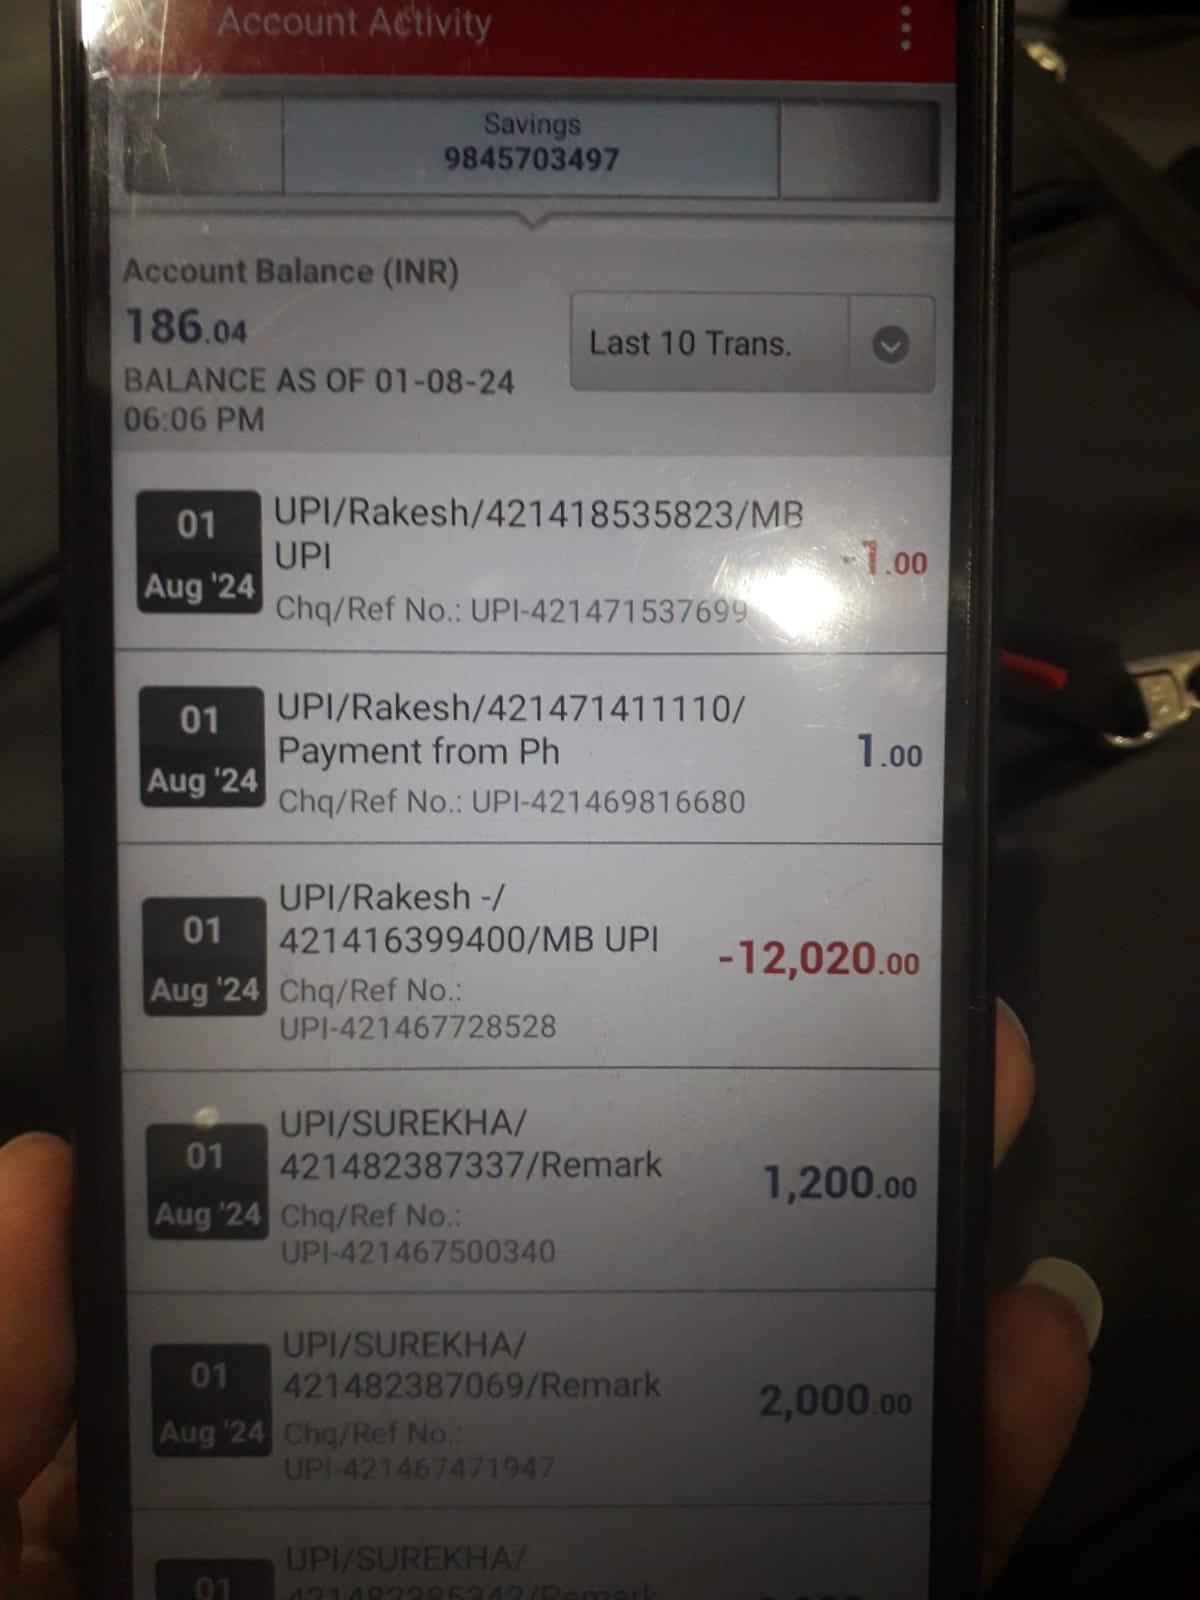 Account Activity
Savings
9845703497
Account Balance (INR)
186.04
Last 10 Trans.
BALANCE AS OF 01-08-24
06:06 PM
01
Aug '24
UPI/Rakesh/421418535823/MB
UPI
-1.00
Chq/Ref No.: UPI-421471537699
01
Aug '24
UPI/Rakesh/421471411110/
Payment from Ph
1.00
Chq/Ref No.: UPI-421469816680
01
Aug '24
UPI/Rakesh -/
421416399400/MB UPI
-12,020.00
Chq/Ref No.:
UPI-421467728528
01
Aug '24
UPI/SUREKHA/
421482387337/Remark
1,200.00
Chq/Ref No.:
UPI-421467500340
01
Aug '24
UPI/SUREKHA/
421482387069/Remark
2,000.00
Chq/Ref No.:
UPI-421467471947
01
UPI/SUREKHA/